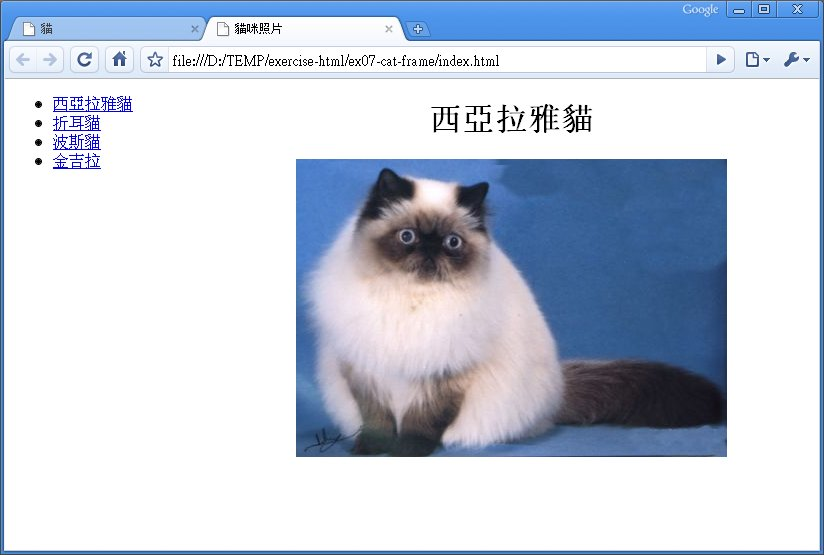 Google
貓
貓咪照片
file:///D:/TEMP/exercise-html/ex07-cat-frame/index.html
西亞拉雅貓
折耳貓
波斯貓
金吉拉
西亞拉雅貓